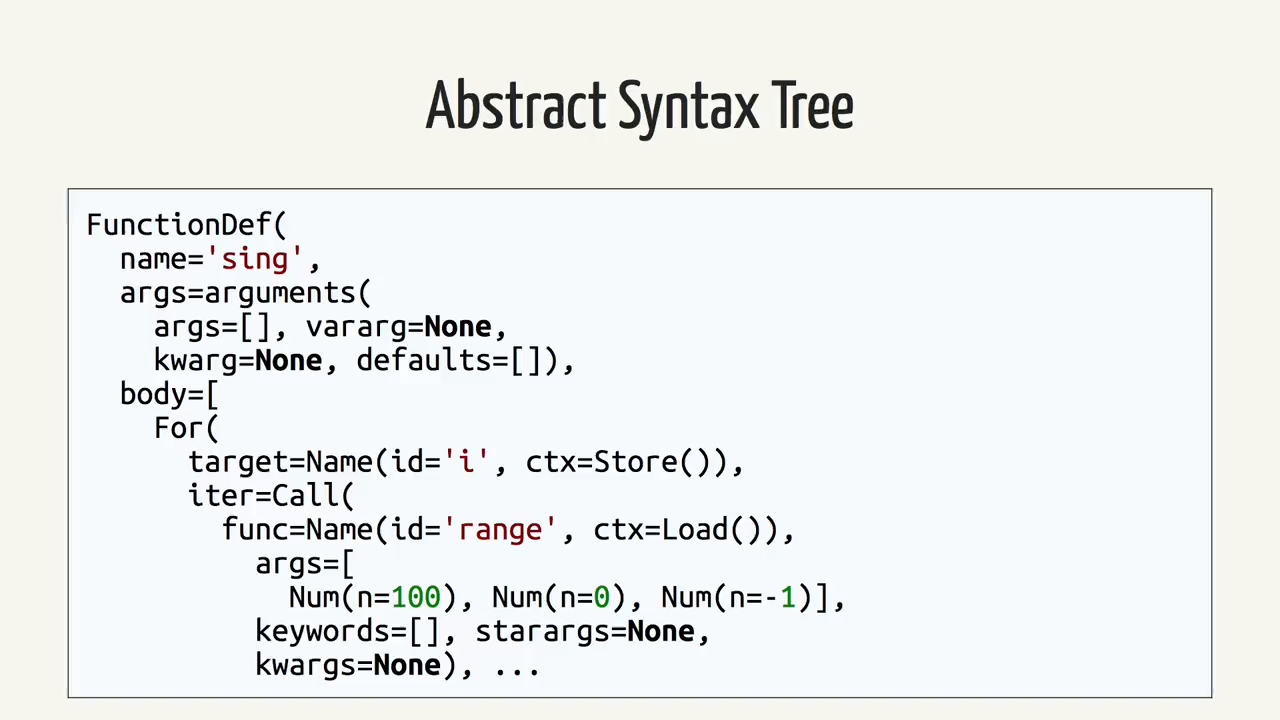 Abstract Syntax Tree
FunctionDef(
  name='sing',
  args=arguments(
    args=[], vararg=None,
    kwarg=None, defaults=[]),
  body=[
    For(
      target=Name(id='i', ctx=Store()),
      iter=Call(
        func=Name(id='range', ctx=Load()),
          args=[
            Num(n=100), Num(n=0), Num(n=-1)],
          keywords=[], starargs=None,
          kwargs=None), ...